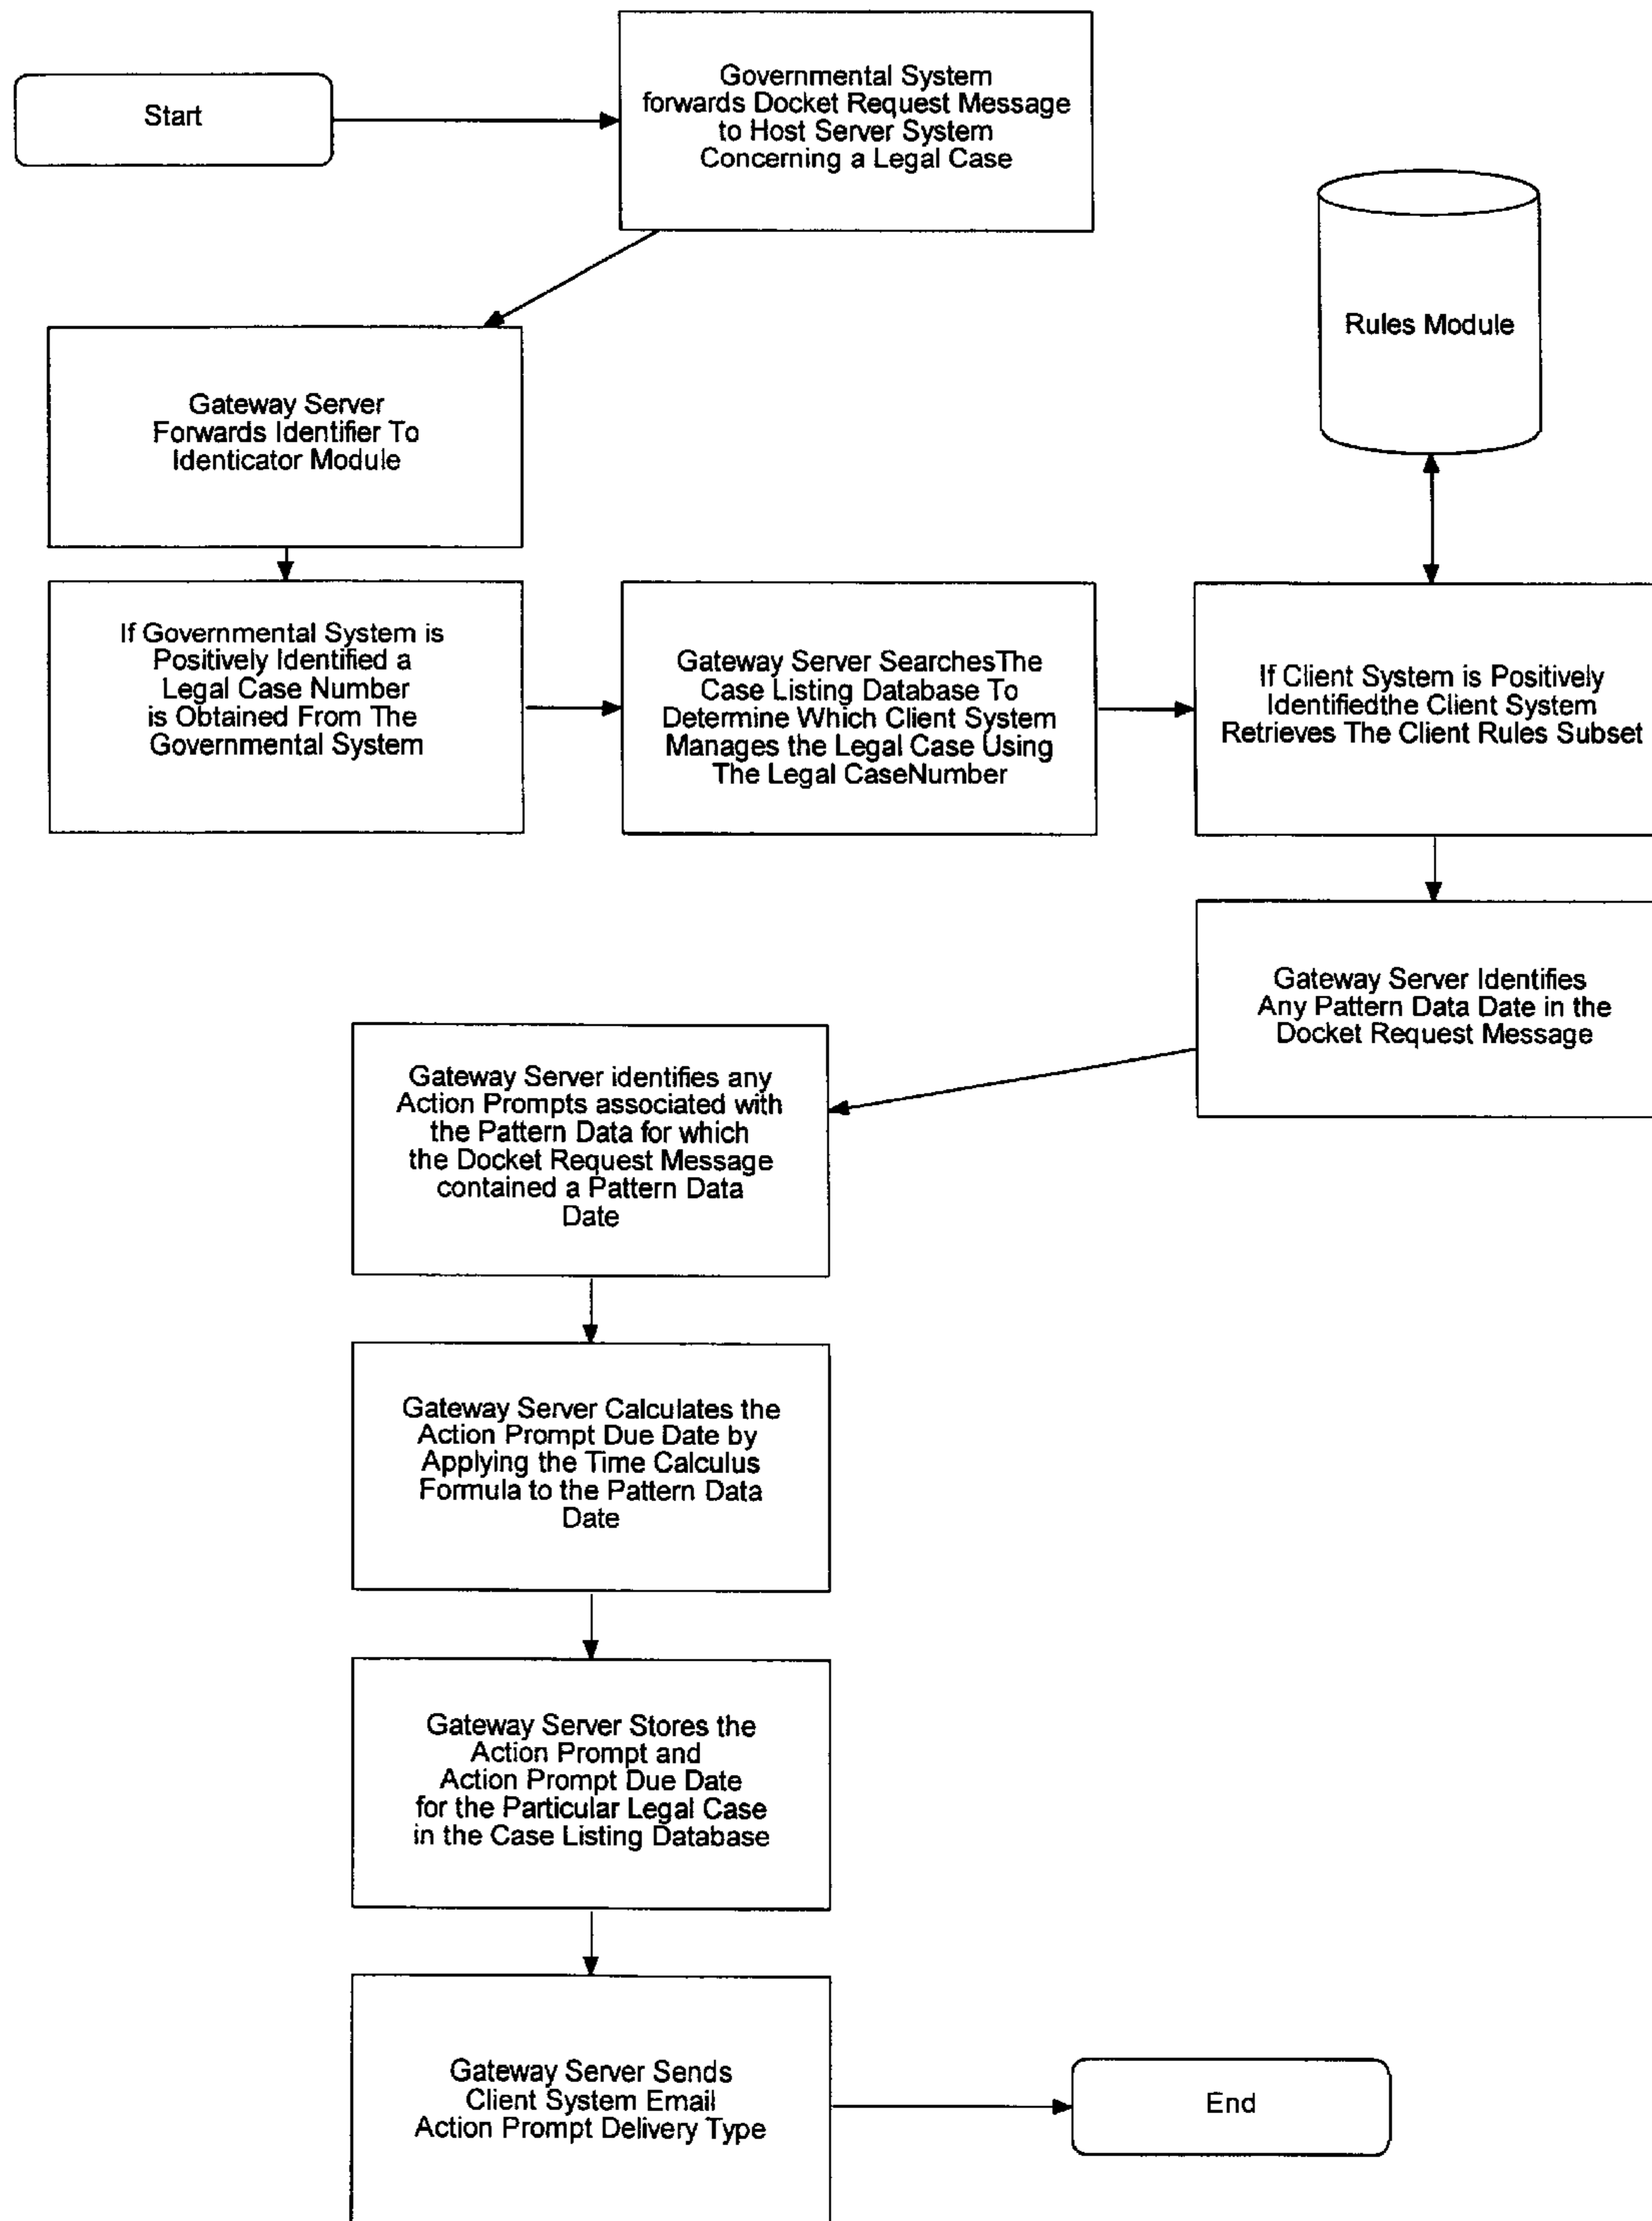 Start
Governmental System
forwards Docket Request Message
to Host Server System
Concerning a Legal Case
Rules Module
Gateway Server
Forwards Identifier To
Identicator Module
If Governmental System is
Positively Identified a
Legal Case Number
is Obtained From The
Governmental System
Gateway Server SearchesThe
Case Listing Database To
Determine Which Client System
Manages the Legal Case Using
The Legal CaseNumber
If Client System is Positively
Identifiedthe Client System
Retrieves The Client Rules Subset
Gateway Server Identifies
Any Pattern Data Date in the
Docket Request Message
Gateway Server identifies any
Action Prompts associated with
the Pattern Data for which
the Docket Request Message
contained a Pattern Data
Date
Gateway Server Calculates the
Action Prompt Due Date by
Applying the Time Calculus
Formula to the Pattern Data
Date
Gateway Server Stores the
Action Prompt and
Action Prompt Due Date
for the Particular Legal Case
in the Case Listing Database
Gateway Server Sends
Client System Email
Action Prompt Delivery Type
End